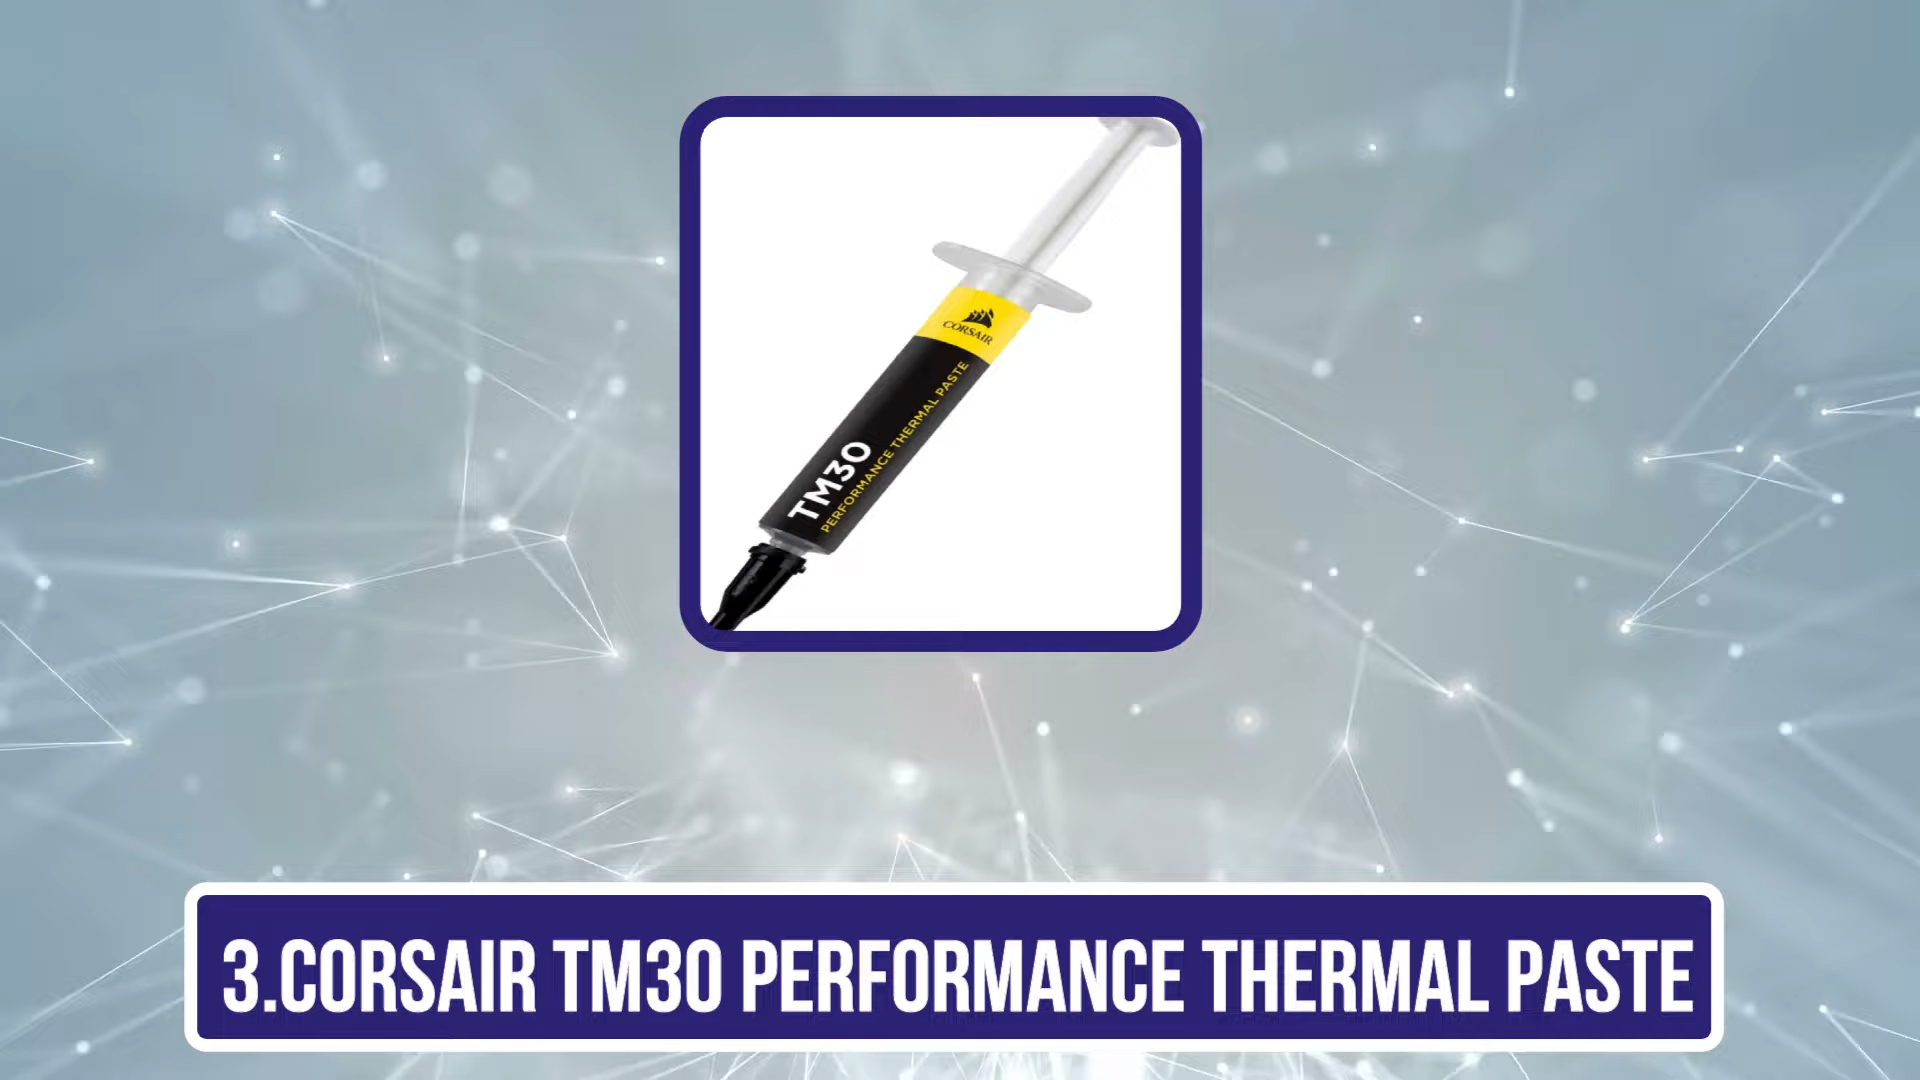 CORSAIR
TM30
PERFORMANCE THERMAL PASTE
3.CORSAIR TM30 PERFORMANCE THERMAL PASTE